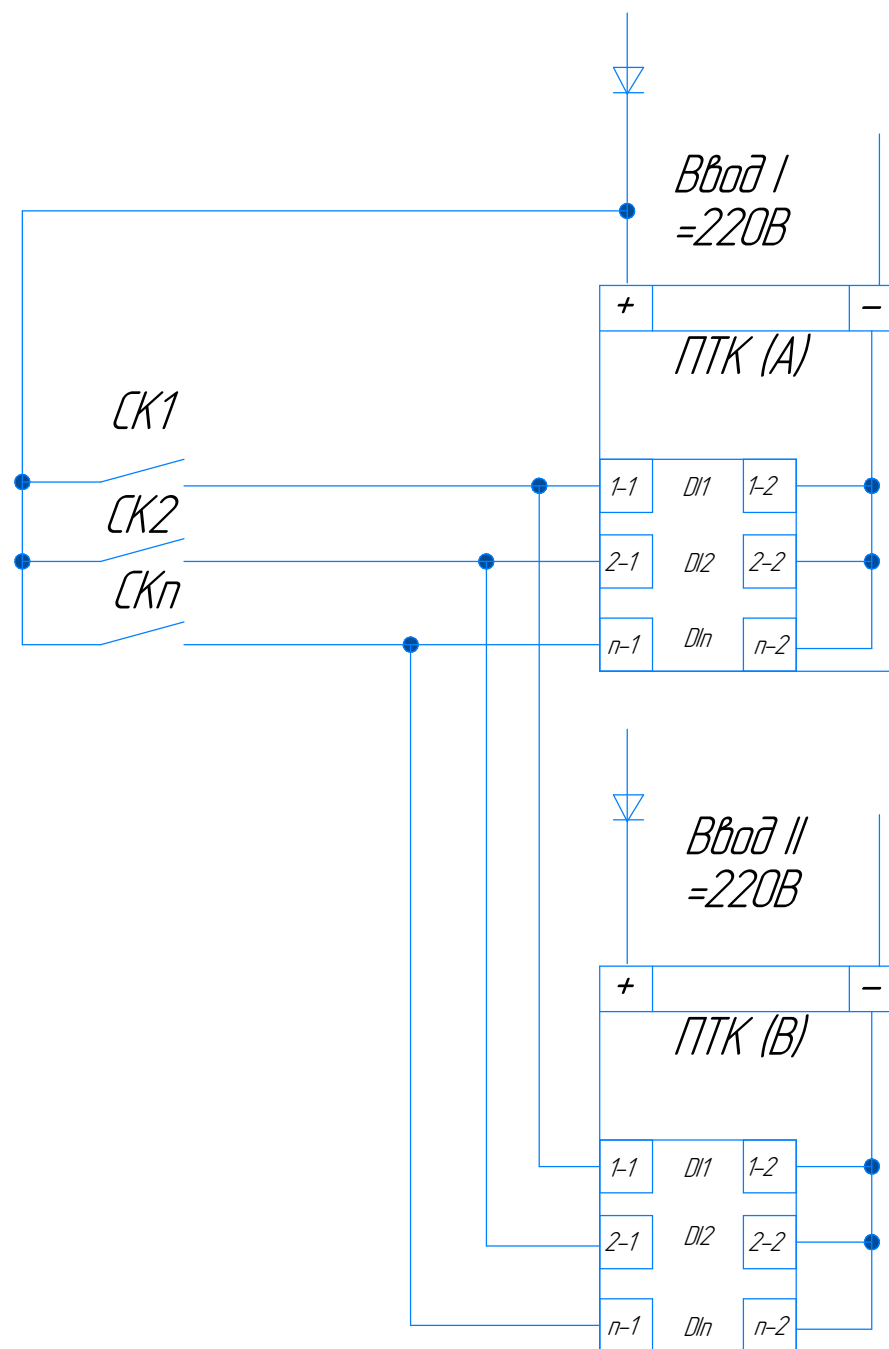 Ввод I
=220В
+
−
ПТК (А)
СК1
СК2
СКп
1-1
DI1
1-2
2-1
DI2
2-2
п-1
DIn
п-2
Ввод II
=220В
+
−
ПТК (В)
1-1
DI1
1-2
2-1
DI2
2-2
п-1
DIn
п-2